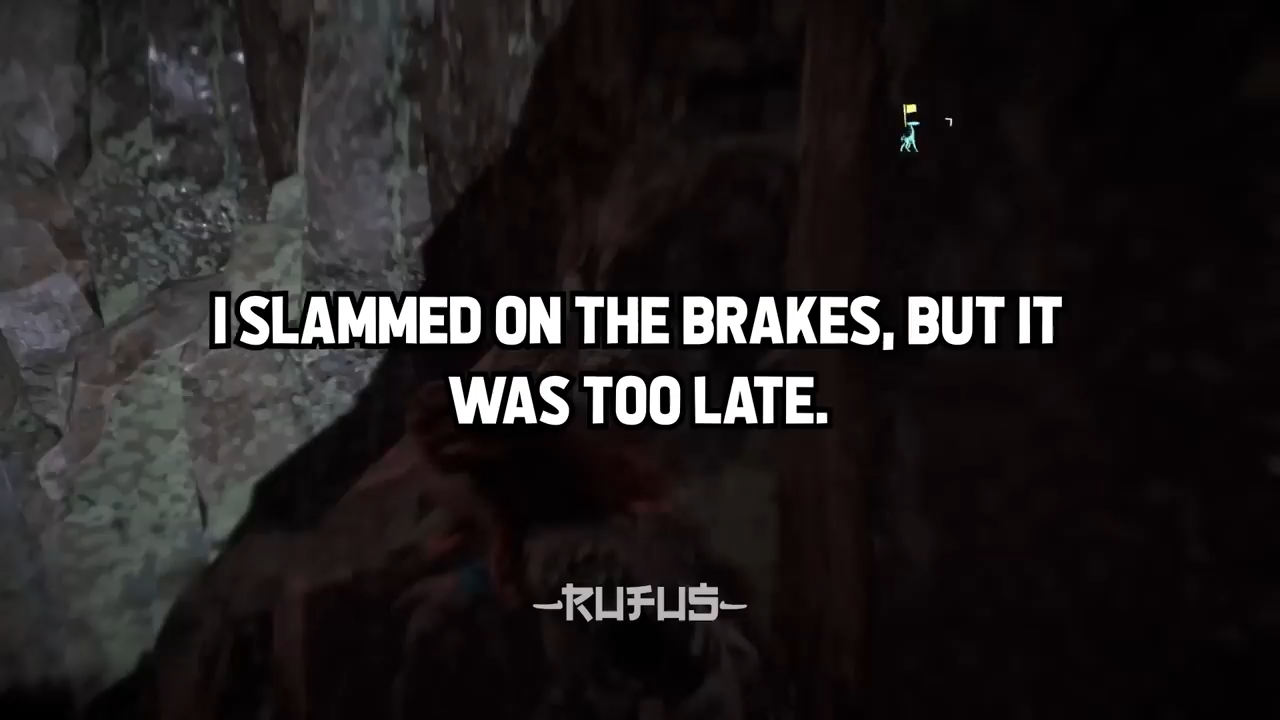 I SLAMMED ON THE BRAKES, BUT IT
WAS TOO LATE.
RUFUS